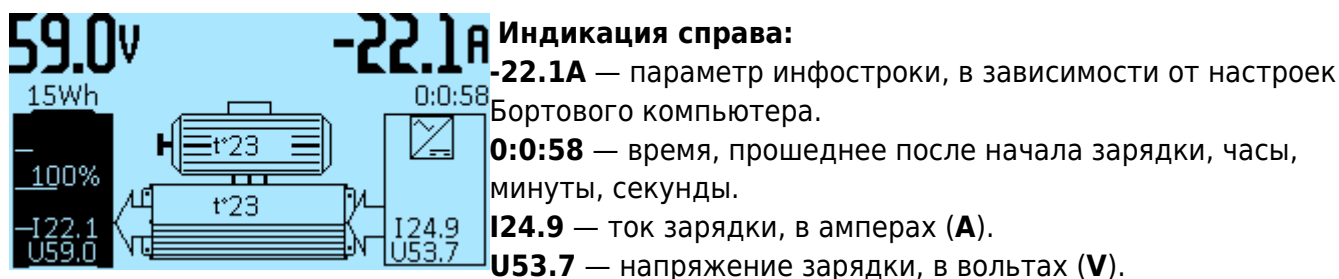 59.0V -22.1A
15Wh 0:0:58
t°23
100%
t°23
I22.1 I24.9
U59.0 U53.7
Индикация справа:
-22.1A — параметр инфостроки, в зависимости от настроек
Бортового компьютера.
0:0:58 — время, прошеднее после начала зарядки, часы,
минуты, секунды.
I24.9 — ток зарядки, в амперах (A).
U53.7 — напряжение зарядки, в вольтах (V).